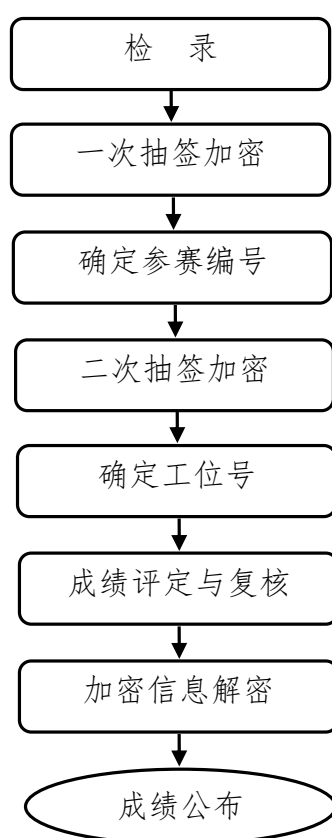 检 录
一次抽签加密
确定参赛编号
二次抽签加密
确定工位号
成绩评定与复核
加密信息解密
成绩公布